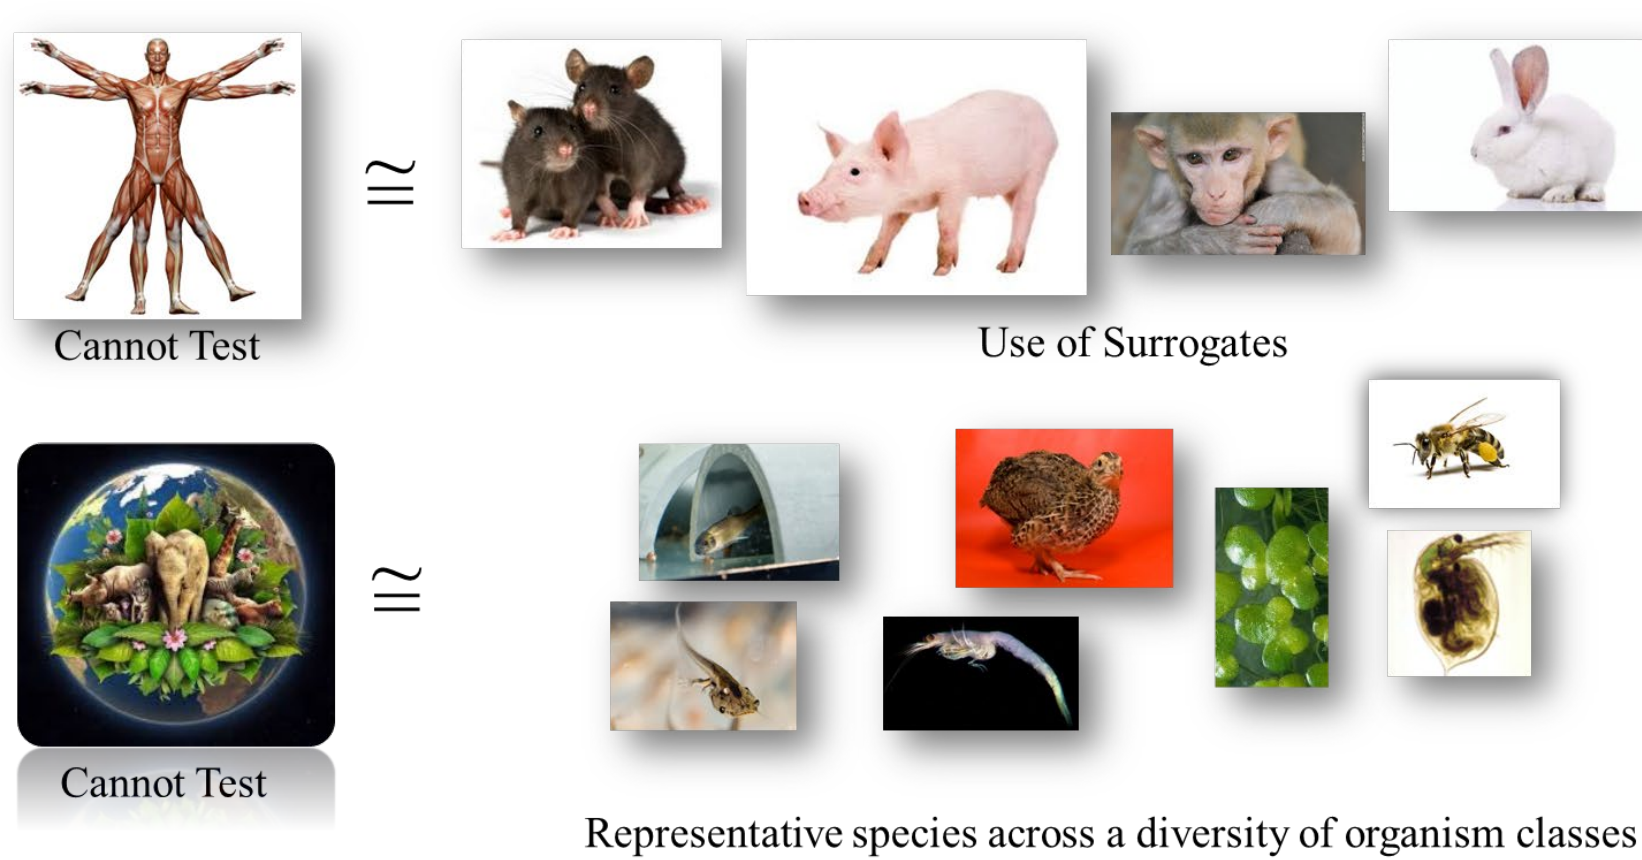 ≅
Cannot Test
Use of Surrogates
≅
Cannot Test
Representative species across a diversity of organism classes